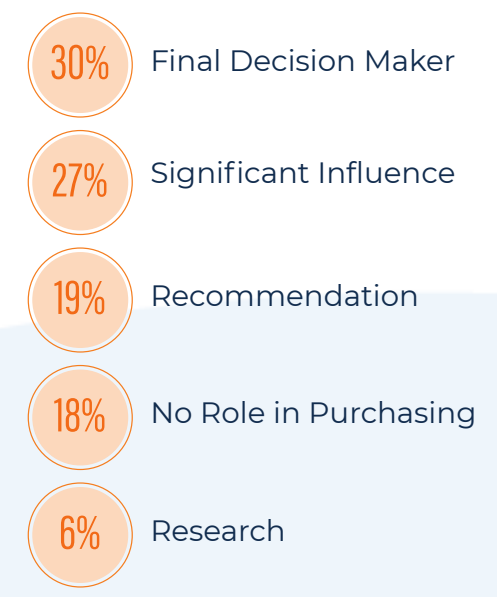 30% Final Decision Maker
27% Significant Influence
19% Recommendation
18% No Role in Purchasing
6% Research